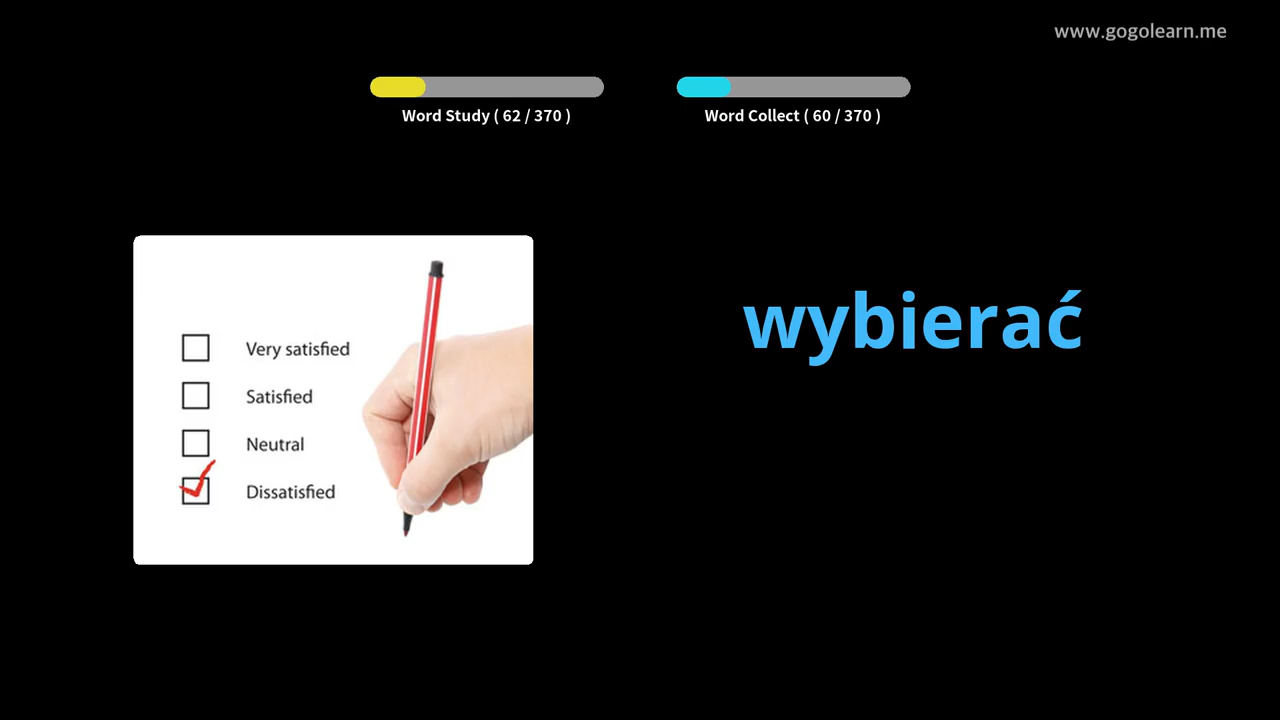 www.gogolearn.me
Word Study ( 62 / 370 )
Word Collect ( 60 / 370 )
Very satisfied
Satisfied
Neutral
Dissatisfied
wybierać